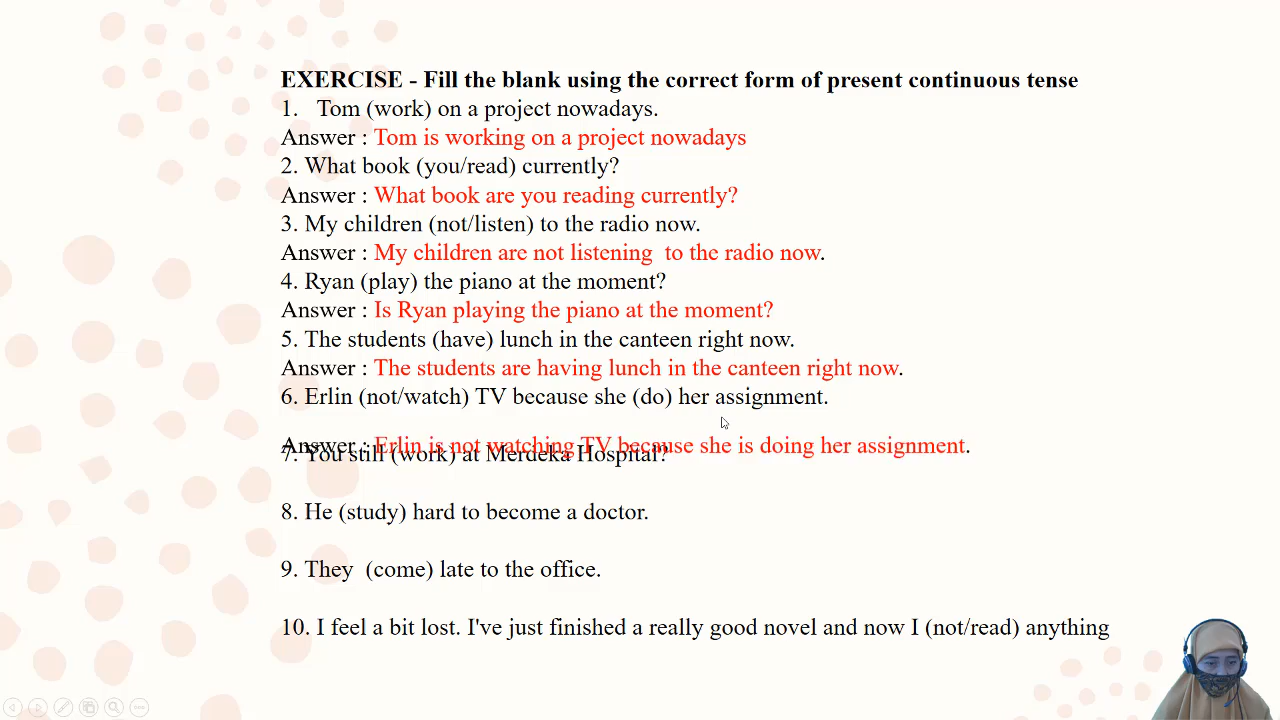 EXERCISE - Fill the blank using the correct form of present continuous tense
1. Tom (work) on a project nowadays.
Answer : Tom is working on a project nowadays
2. What book (you/read) currently?
Answer : What book are you reading currently?
3. My children (not/listen) to the radio now.
Answer : My children are not listening  to the radio now.
4. Ryan (play) the piano at the moment?
Answer : Is Ryan playing the piano at the moment?
5. The students (have) lunch in the canteen right now.
Answer : The students are having lunch in the canteen right now.
6. Erlin (not/watch) TV because she (do) her assignment.
Answer : Erlin is not watching TV because she is doing her assignment.
7. You still (work) at Merdeka Hospital?
8. He (study) hard to become a doctor.
9. They  (come) late to the office.
10. I feel a bit lost. I've just finished a really good novel and now I (not/read) anything